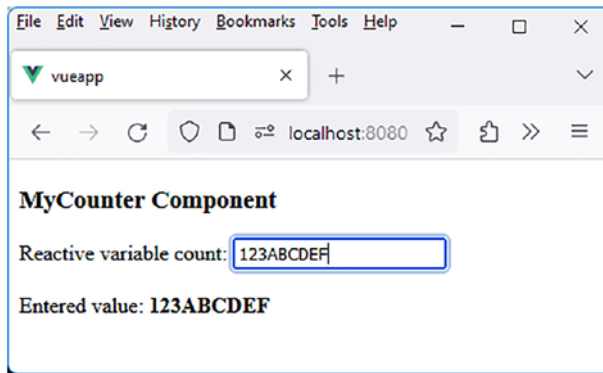 File Edit View History Bookmarks Tools Help
vueapp
localhost:8080
MyCounter Component
Reactive variable count: 123ABCDEF
Entered value: 123ABCDEF